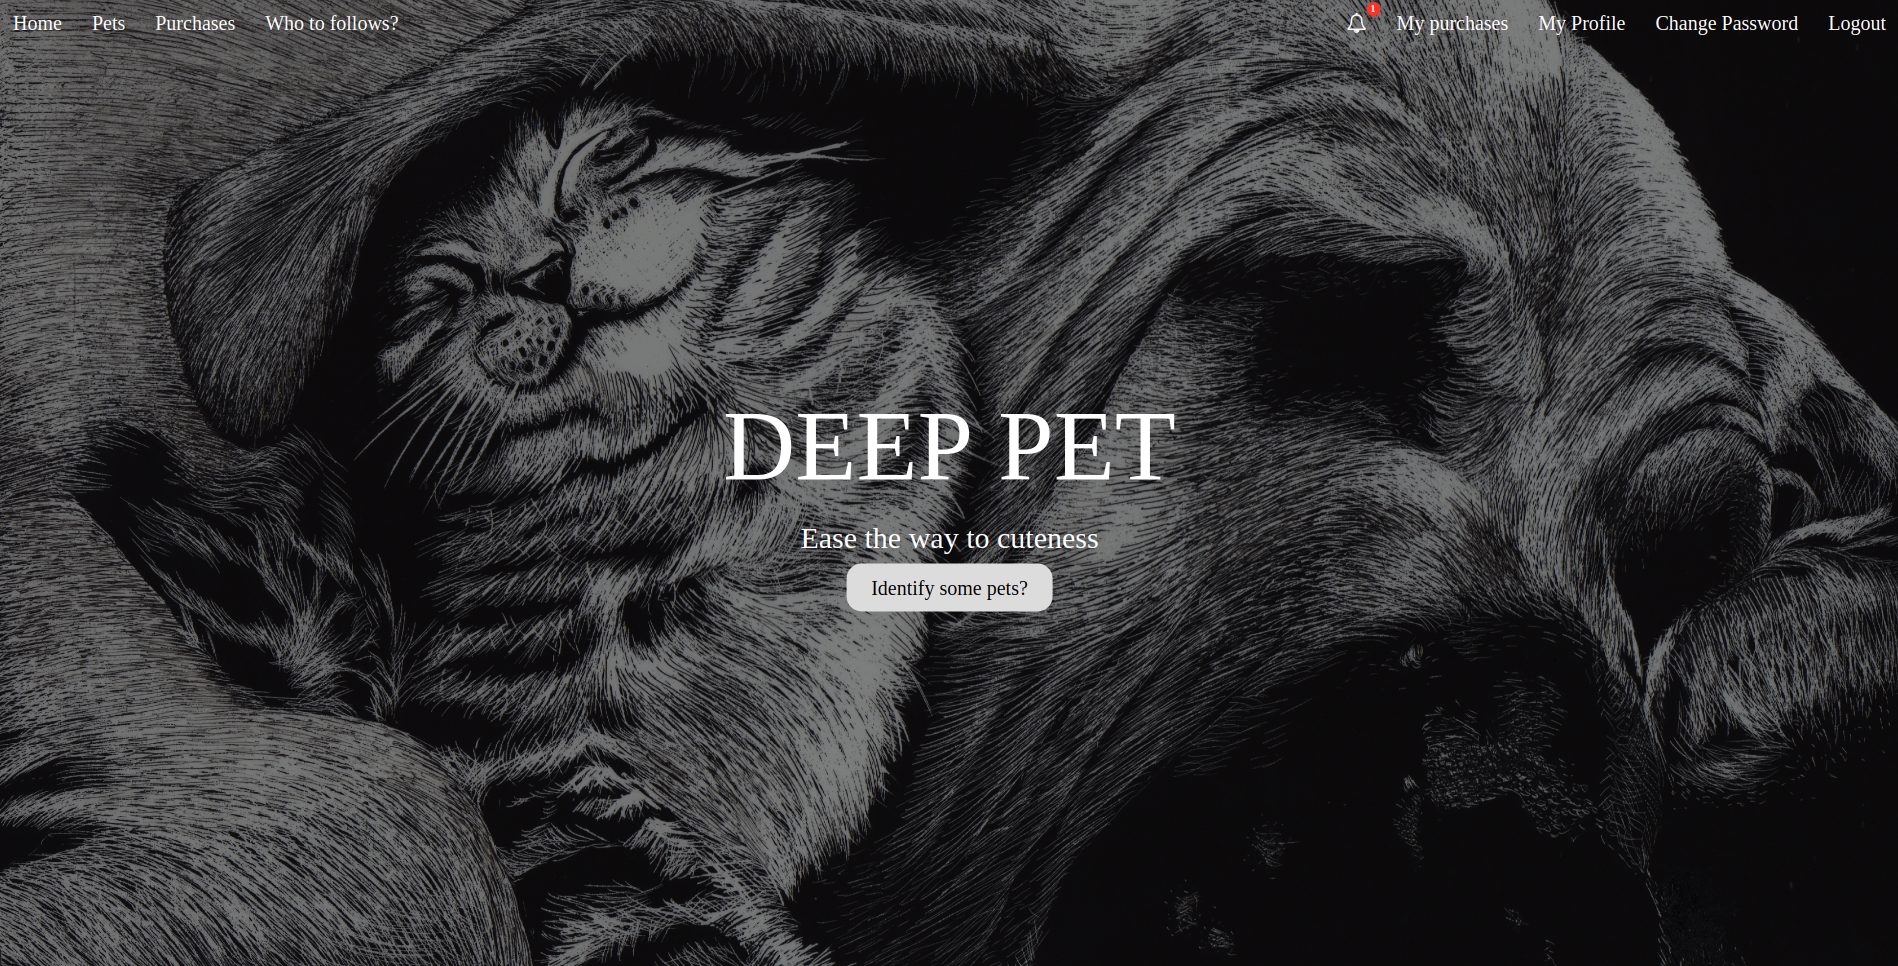 Home Pets Purchases Who to follows? 1 My purchases My Profile Change Password Logout
DEEP PET
Ease the way to cuteness
Identify some pets?